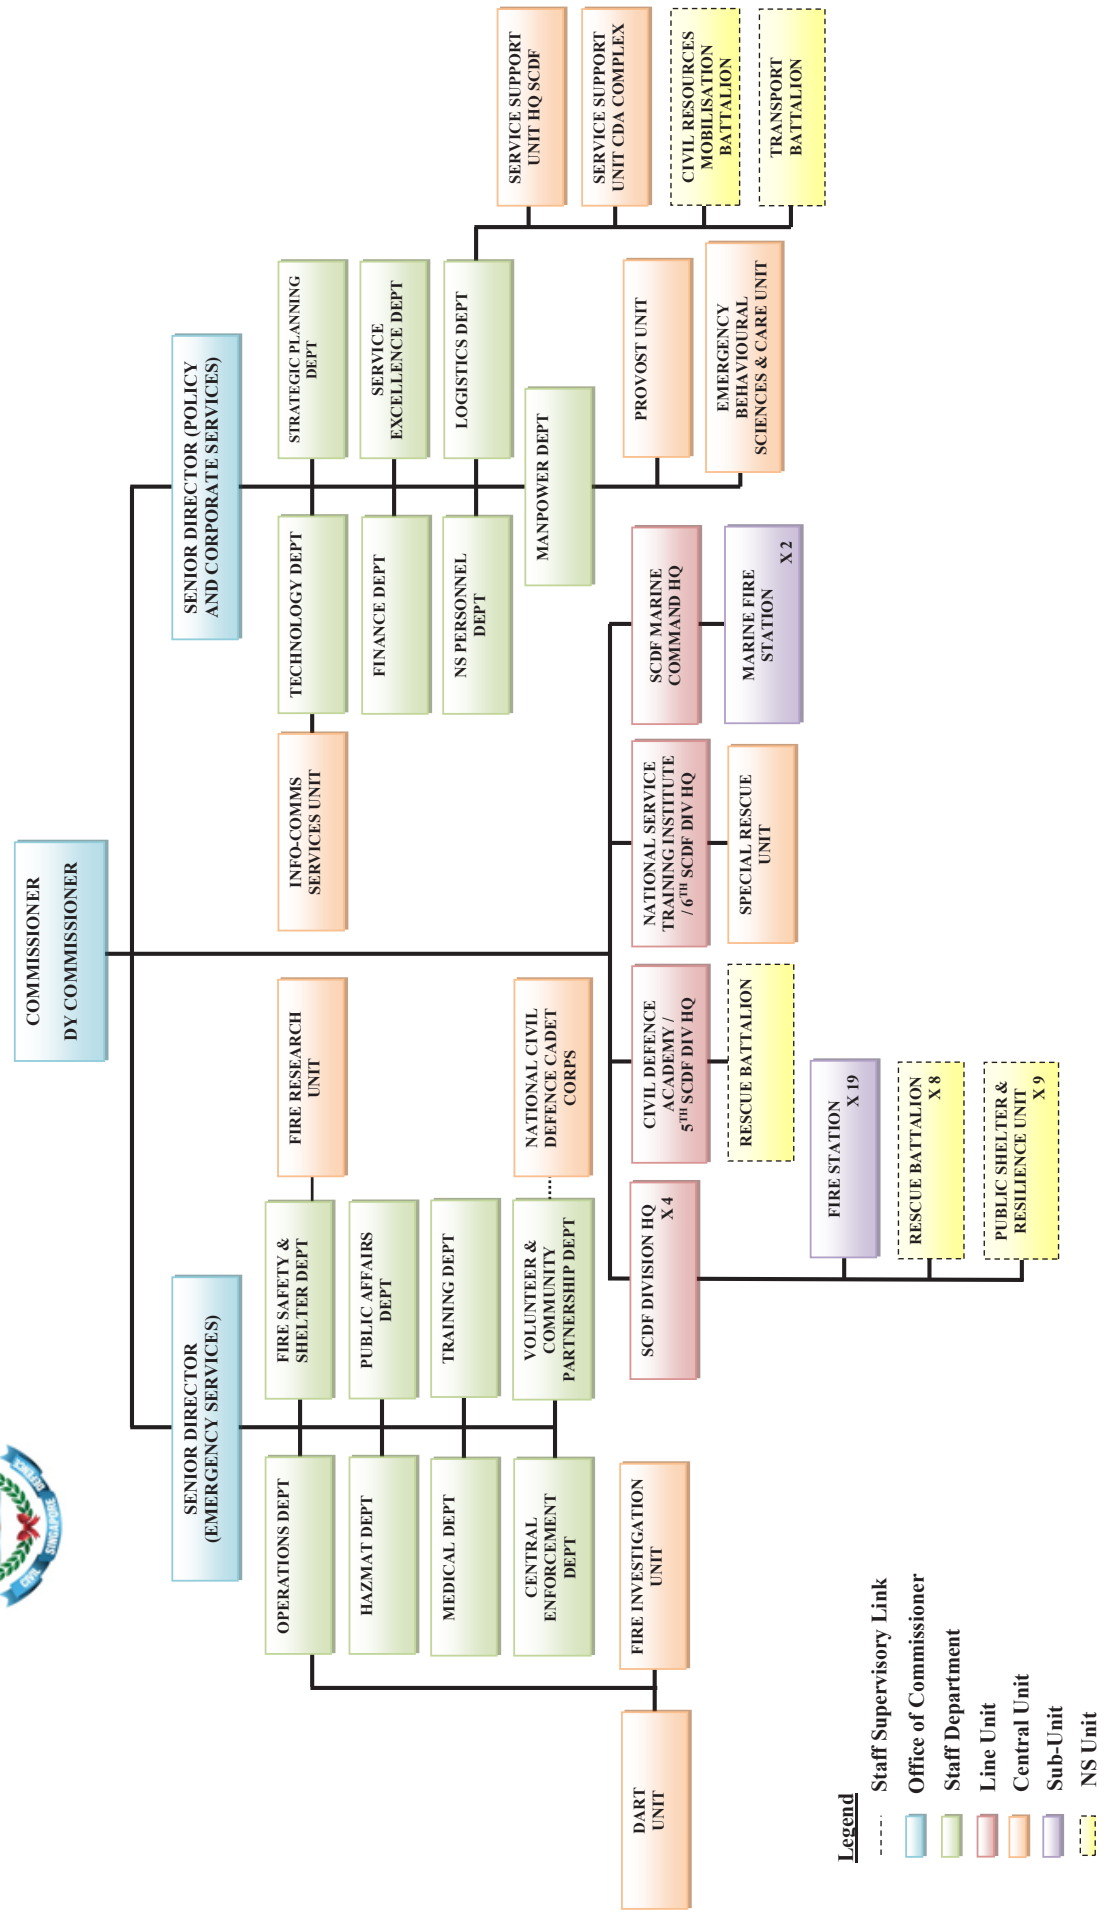 COMMISSIONER
DY COMMISSIONER
SENIOR DIRECTOR
(EMERGENCY SERVICES)
SENIOR DIRECTOR (POLICY
AND CORPORATE SERVICES)
OPERATIONS DEPT
FIRE SAFETY &
SHELTER DEPT
FIRE RESEARCH
UNIT
HAZMAT DEPT
PUBLIC AFFAIRS
DEPT
MEDICAL DEPT
TRAINING DEPT
CENTRAL
ENFORCEMENT
DEPT
VOLUNTEER &
COMMUNITY
PARTNERSHIP DEPT
NATIONAL CIVIL
DEFENCE CADET
CORPS
DART
UNIT
FIRE INVESTIGATION
UNIT
INFO-COMMS
SERVICES UNIT
TECHNOLOGY DEPT
STRATEGIC PLANNING
DEPT
FINANCE DEPT
SERVICE
EXCELLENCE DEPT
NS PERSONNEL
DEPT
LOGISTICS DEPT
MANPOWER DEPT
PROVOST UNIT
EMERGENCY
BEHAVIOURAL
SCIENCES & CARE UNIT
SERVICE SUPPORT
UNIT HQ SCDF
SERVICE SUPPORT
UNIT CDA COMPLEX
CIVIL RESOURCES
MOBILISATION
BATTALION
TRANSPORT
BATTALION
SCDF DIVISION HQ
X 4
CIVIL DEFENCE
ACADEMY /
5TH SCDF DIV HQ
NATIONAL SERVICE
TRAINING INSTITUTE
/ 6TH SCDF DIV HQ
SCDF MARINE
COMMAND HQ
RESCUE BATTALION
SPECIAL RESCUE
UNIT
MARINE FIRE
STATION
X 2
FIRE STATION
X 19
RESCUE BATTALION
X 8
PUBLIC SHELTER &
RESILIENCE UNIT
X 9
Legend
Staff Supervisory Link
Office of Commissioner
Staff Department
Line Unit
Central Unit
Sub-Unit
NS Unit
CIVIL SINGAPORE DEFENCE